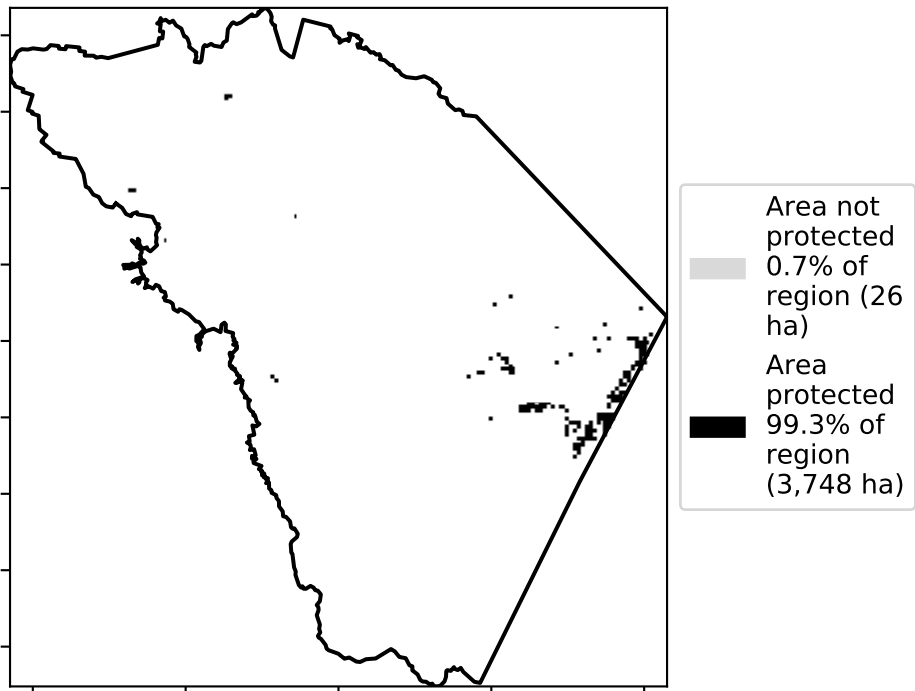 Area not
protected
0.7% of
region (26
ha)
Area
protected
99.3% of
region
(3,748 ha)